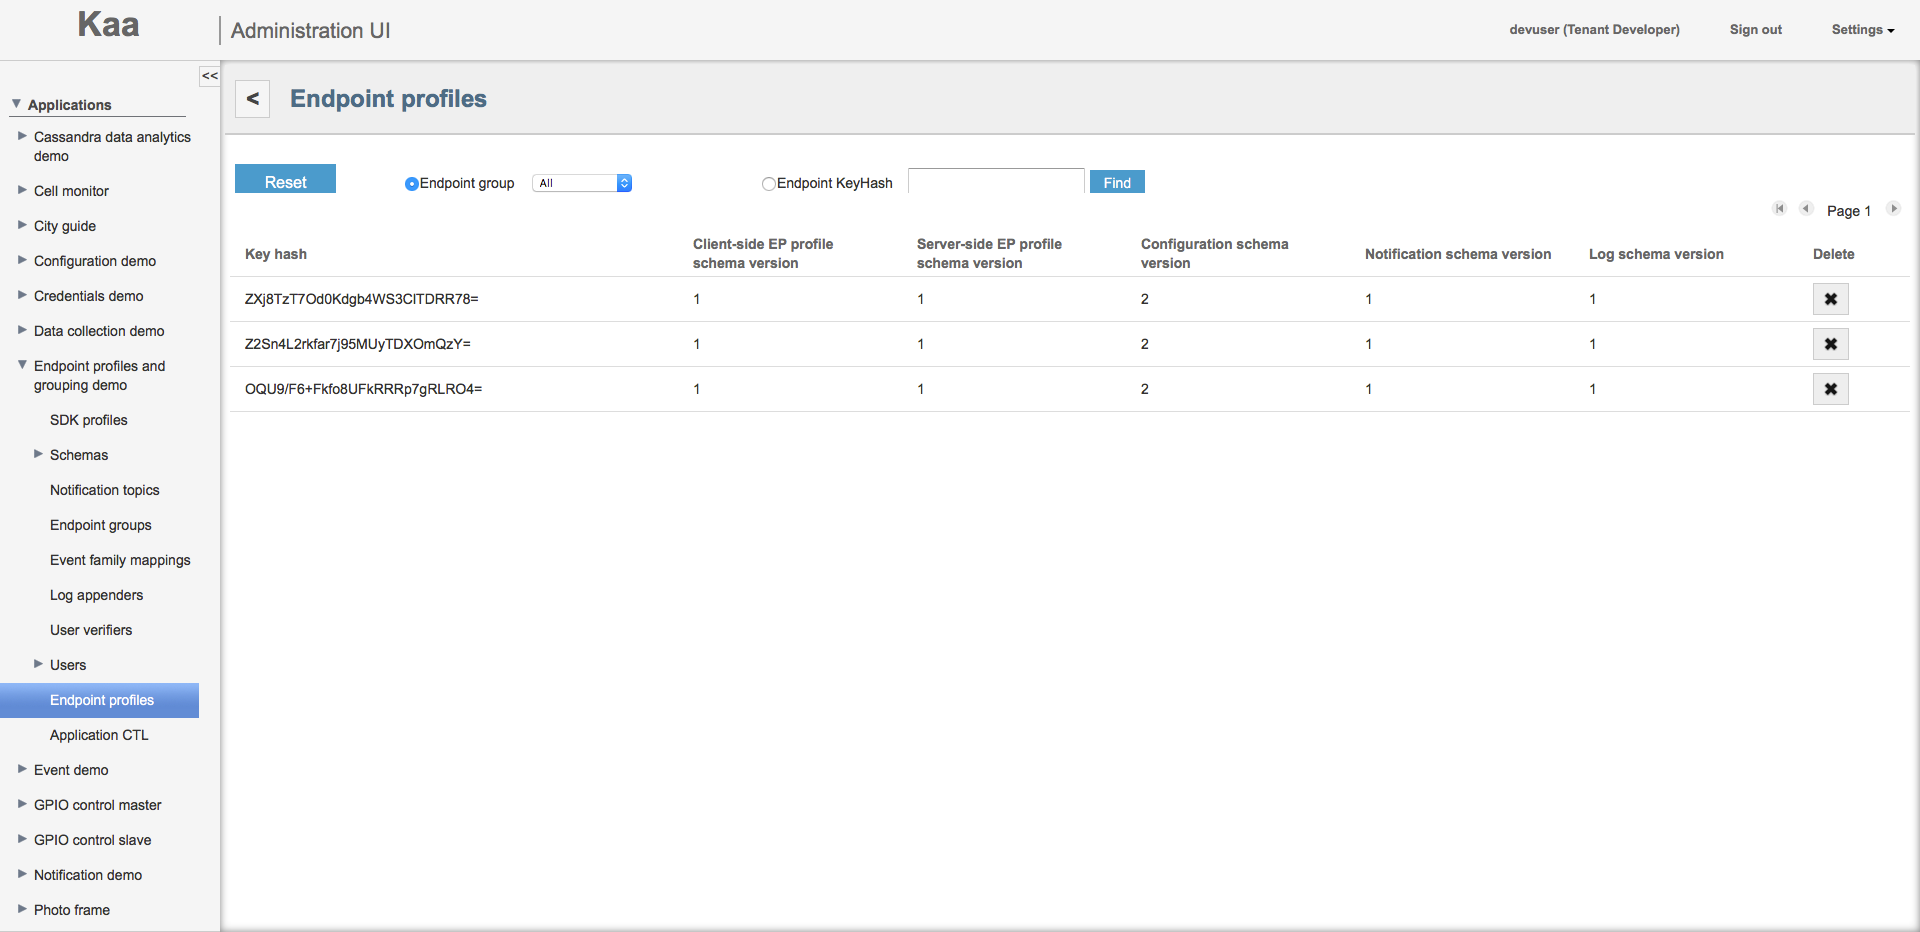 Kaa
Administration UI
devuser (Tenant Developer)
Sign out
Settings
<<
Applications
Cassandra data analytics
demo
Cell monitor
City guide
Configuration demo
Credentials demo
Data collection demo
Endpoint profiles and
grouping demo
SDK profiles
Schemas
Notification topics
Endpoint groups
Event family mappings
Log appenders
User verifiers
Users
Endpoint profiles
Application CTL
Event demo
GPIO control master
GPIO control slave
Notification demo
Photo frame
< Endpoint profiles
Reset
Endpoint group
All
Endpoint KeyHash
Find
Page 1
Key hash
Client-side EP profile
schema version
Server-side EP profile
schema version
Configuration schema
version
Notification schema version
Log schema version
Delete
ZXj8TzT7Od0Kdgb4WS3CITDRR78= 1 1 2 1 1
Z2Sn4L2rkfar7j95MUyTDXOmQzY= 1 1 2 1 1
OQU9/F6+Fkfo8UFkRRRp7gRLRO4= 1 1 2 1 1